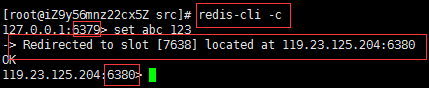 [root@iZ9y56mnz22cx5Z src]# redis-cli -c
127.0.0.1:6379> set abc 123
-> Redirected to slot [7638] located at 119.23.125.204:6380
OK
119.23.125.204:6380>